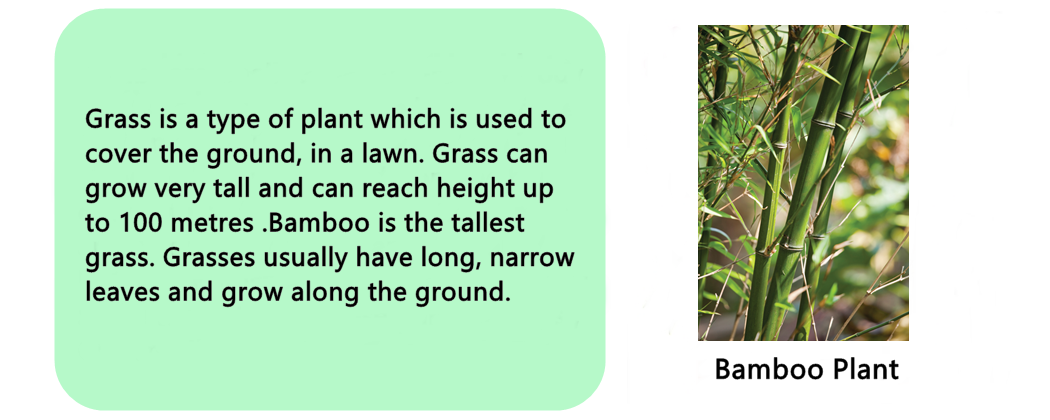 Grass is a type of plant which is used to
cover the ground, in a lawn. Grass can
grow very tall and can reach height up
to 100 metres .Bamboo is the tallest
grass. Grasses usually have long, narrow
leaves and grow along the ground.
Bamboo Plant